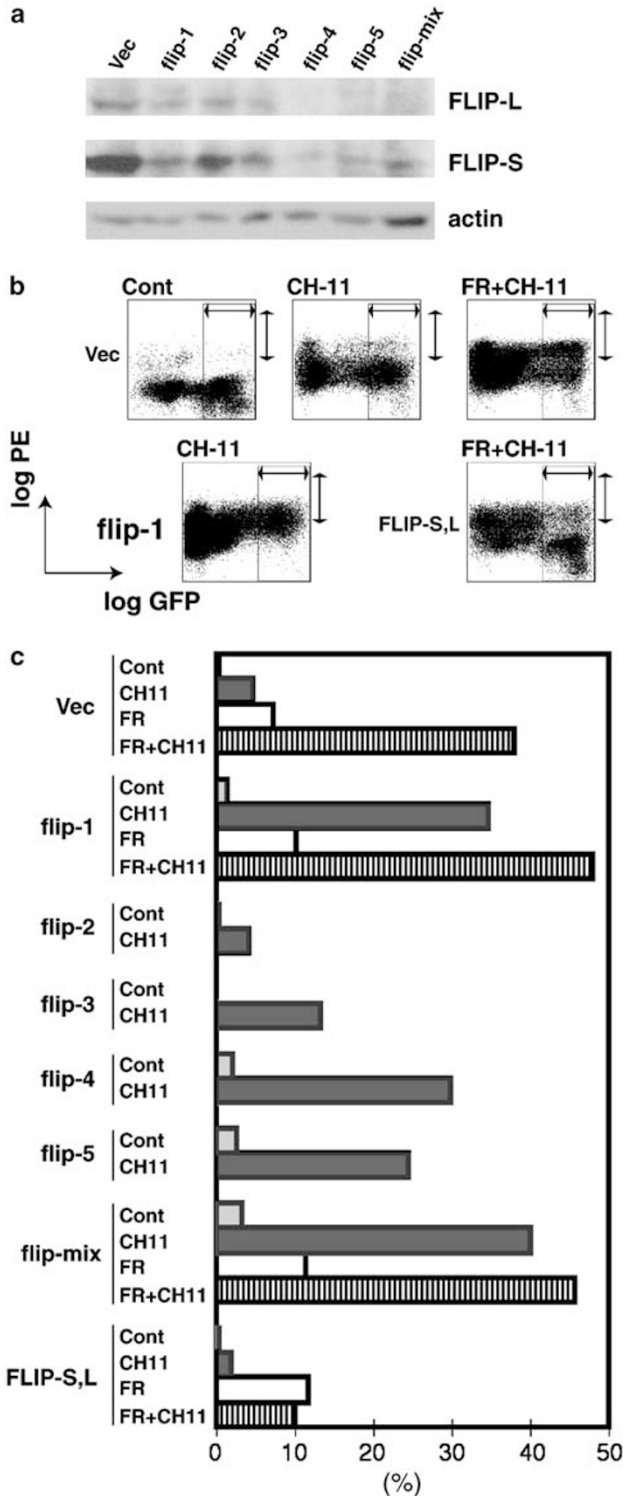 a
Vec flip-1 flip-2 flip-3 flip-4 flip-5 flip-mix
FLIP-L
FLIP-S
actin
b
Cont CH-11 FR+CH-11
Vec
CH-11 FR+CH-11
log PE
flip-1
FLIP-S,L
log GFP
c
Vec
Cont
CH11
FR
FR+CH11
flip-1
Cont
CH11
FR
FR+CH11
flip-2
Cont
CH11
flip-3
Cont
CH11
flip-4
Cont
CH11
flip-5
Cont
CH11
flip-mix
Cont
CH11
FR
FR+CH11
FLIP-S,L
Cont
CH11
FR
FR+CH11
0 10 20 30 40 50
(%)